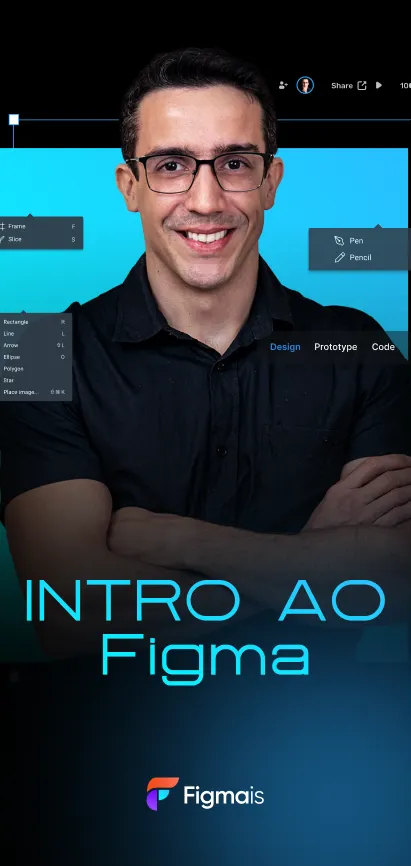 Share
Frame F
Slice S
Pen
Pencil
Rectangle R
Line L
Arrow ⇧ L
Ellipse O
Polygon
Star
Place image... ⇧ ⌘ K
Design Prototype Code
INTRO AO
Figma
Figmais